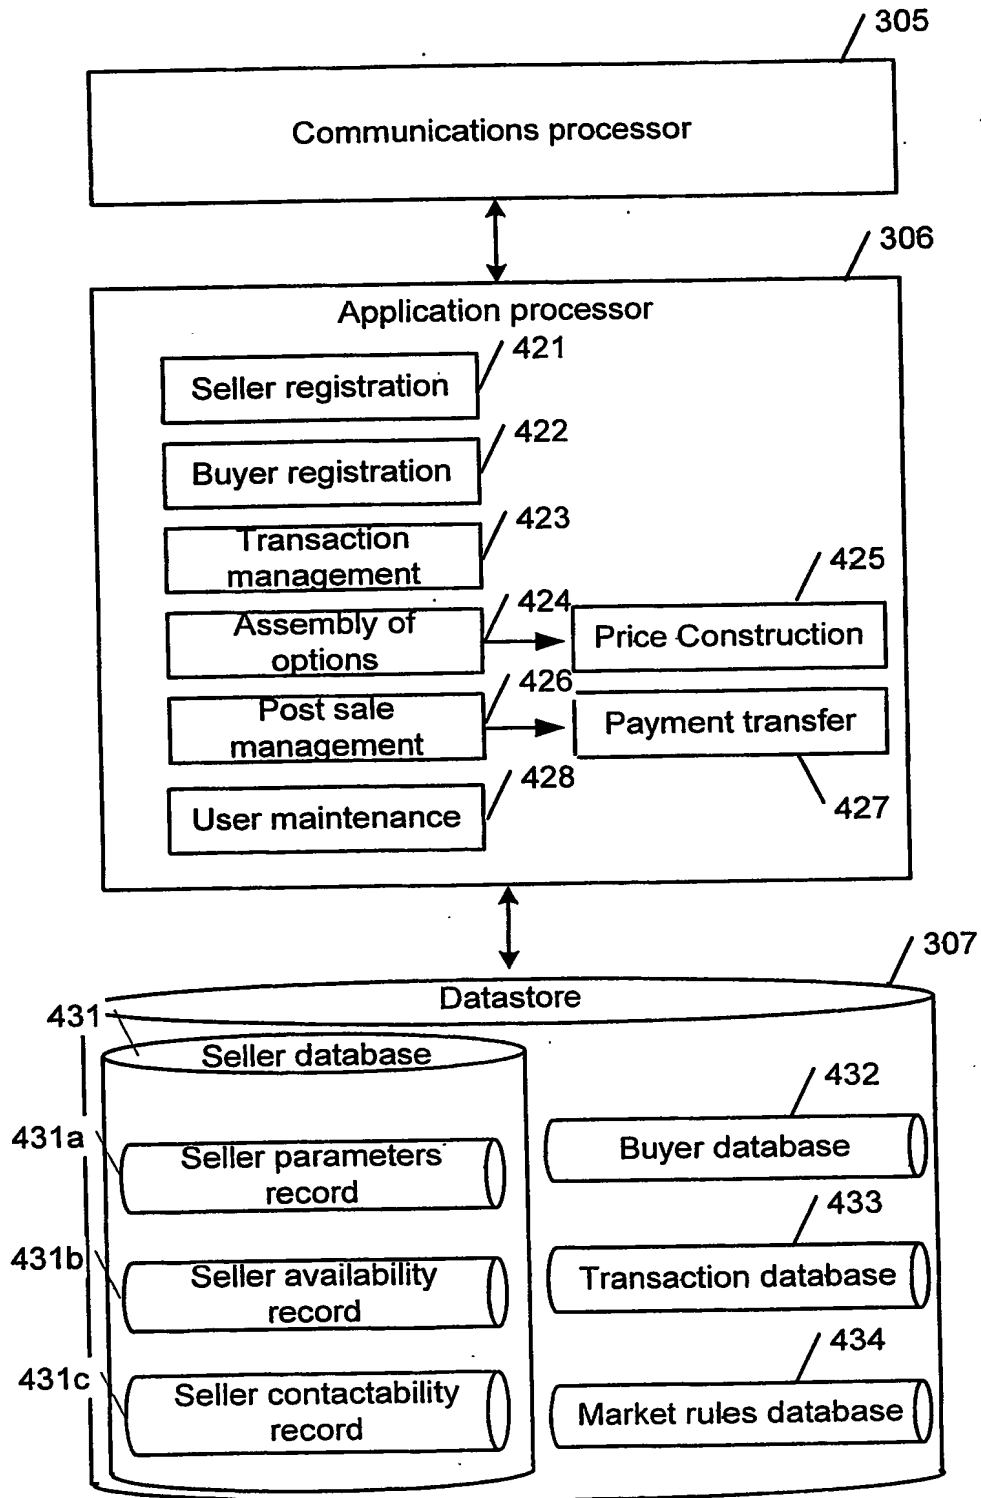 305
Communications processor
306
Application processor
421
Seller registration
422
Buyer registration
423
Transaction
management
425
424
Assembly of
options
Price Construction
426
Post sale
management
Payment transfer
428
427
User maintenance
307
Datastore
431
Seller database
432
431a
Buyer database
Seller parameters
record
433
431b
Seller availability
record
Transaction database
434
431c
Seller contactability
record
Market rules database